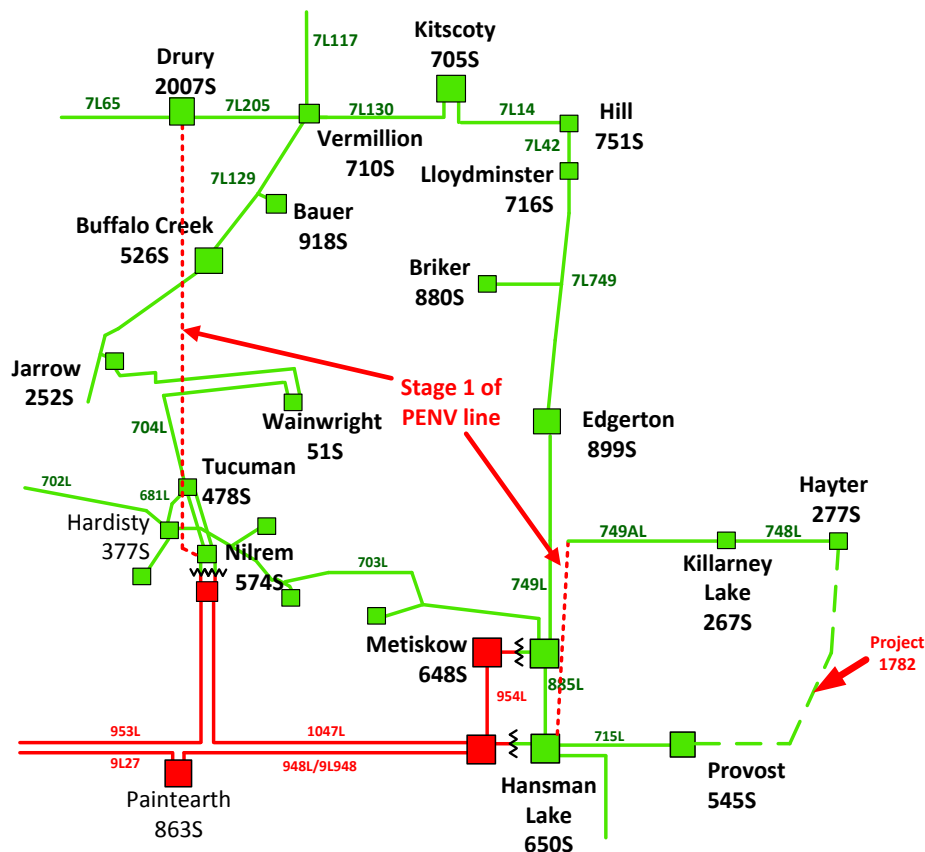 7L117
Kitscoty
705S
Drury
2007S
7L65
7L205
7L130
7L14
Hill
751S
Vermillion
710S
7L42
Lloydminster
716S
7L129
Bauer
918S
Buffalo Creek
526S
Briker
880S
7L749
Jarrow
252S
Stage 1 of
PENV line
Wainwright
51S
704L
Edgerton
899S
Tucuman
478S
702L
681L
Hayter
277S
Hardisty
377S
Nilrem
574S
749AL
748L
Killarney
Lake
267S
703L
749L
Metiskow
648S
Project
1782
885L
954L
953L
1047L
715L
9L27
948L/9L948
Provost
545S
Paintearth
863S
Hansman
Lake
650S